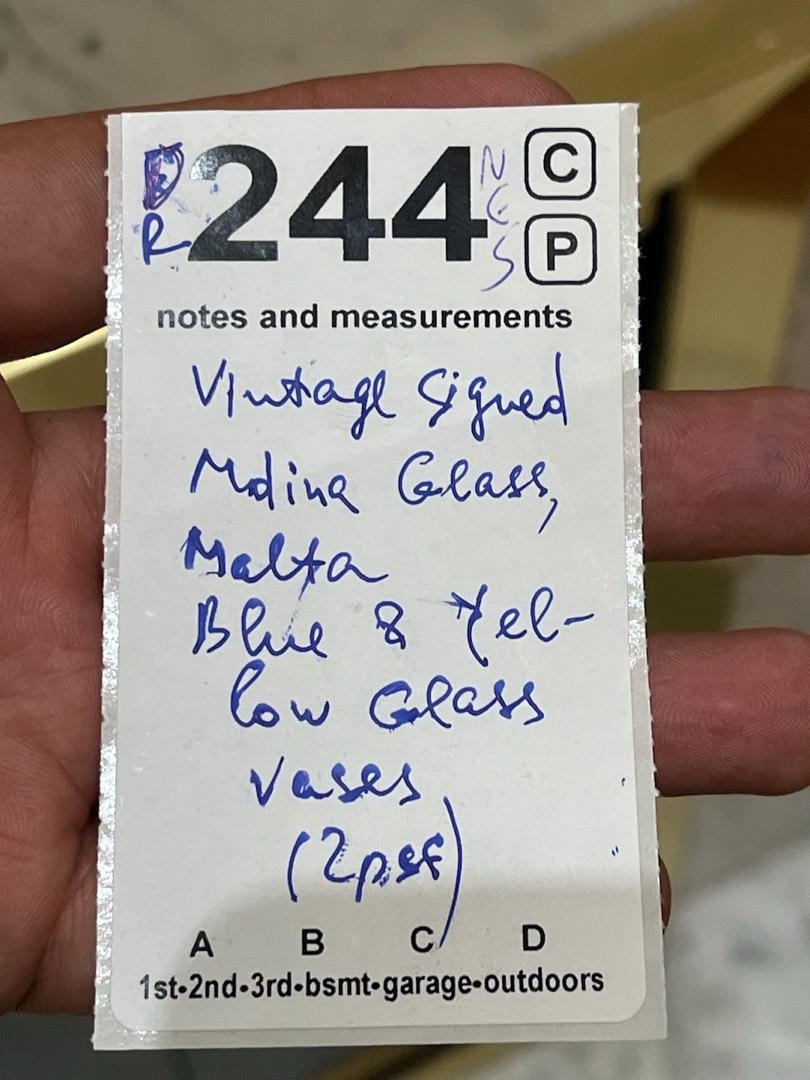 R 244 N G S C
P
notes and measurements
Vintage Signed
Mdina Glass,
Malta
Blue & Yel-
low Glass
vases
A B C D
1st•2nd•3rd•bsmt•garage•outdoors